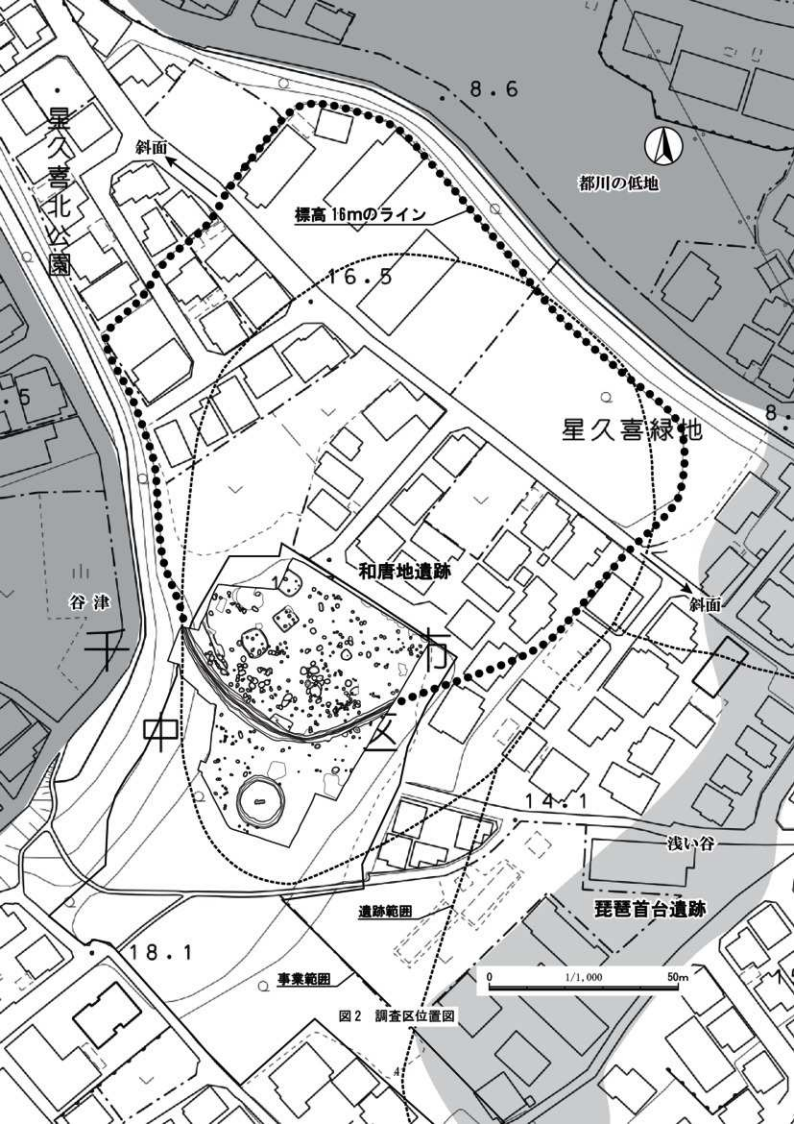 8.6
星久喜北公園
斜面
都川の低地
標高16mのライン
16.5
.5
8.
星久喜緑地
和唐地遺跡
谷津
斜面
千
市
中
区
14.1
浅い谷
遺跡範囲
琵琶首台遺跡
18.1
事業範囲
0 1/1,000 50m
図2 調査区位置図